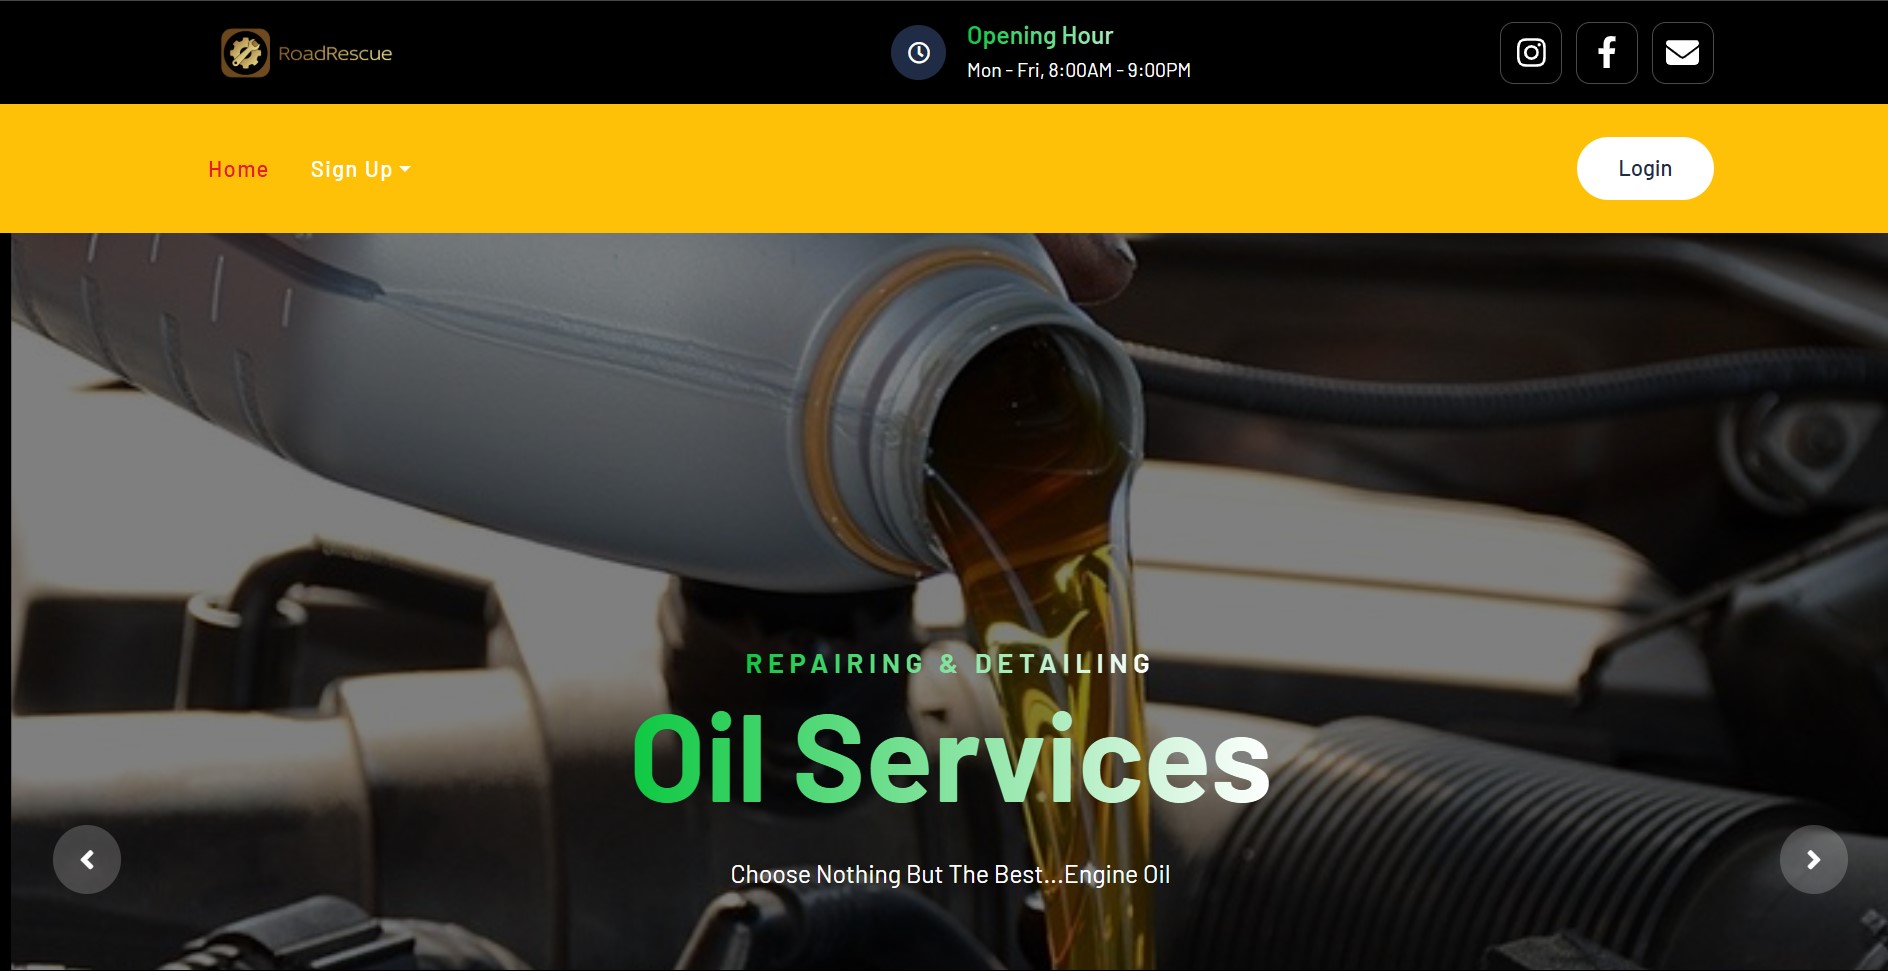 RoadRescue
Opening Hour
Mon - Fri, 8:00AM - 9:00PM
Home
Sign Up
Login
REPAIRING & DETAILING
Oil Services
Choose Nothing But The Best...Engine Oil